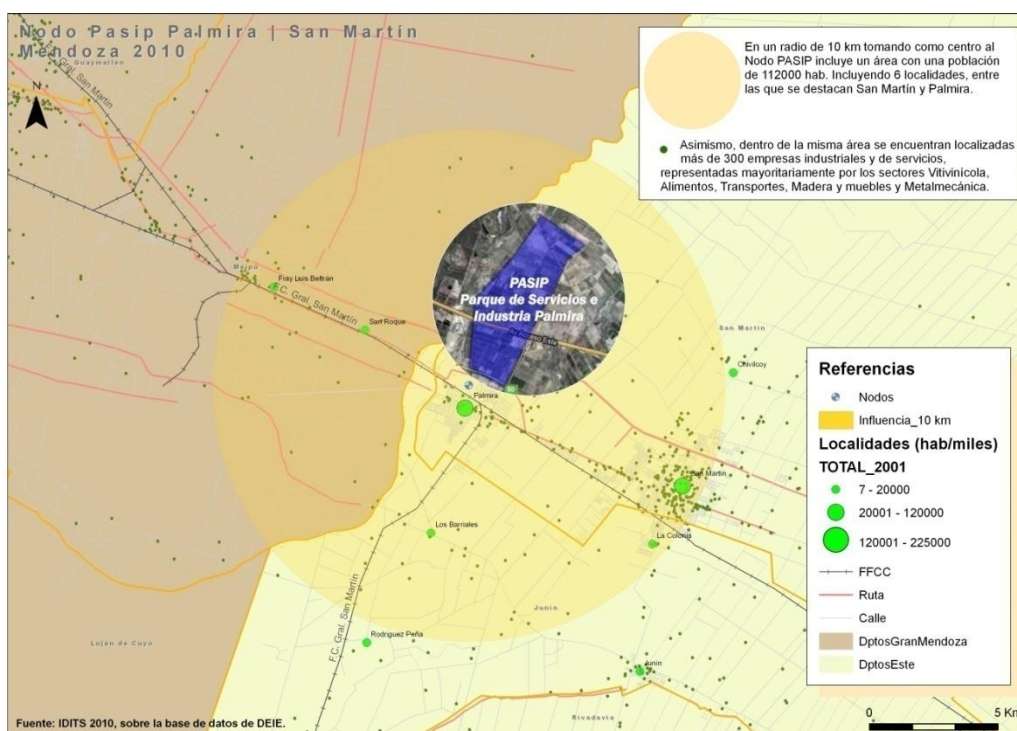 Nodo Pasip Palmira | San Martín
Mendoza 2010
Guaymallén
F.C. Gral. San Martín
En un radio de 10 km tomando como centro al
Nodo PASIP incluye un área con una población
de 112000 hab. Incluyendo 6 localidades, entre
las que se destacan San Martín y Palmira.
Asimismo, dentro de la misma área se encuentran localizadas
más de 300 empresas industriales y de servicios,
representadas mayoritariamente por los sectores Vitivinícola,
Alimentos, Transportes, Madera y muebles y Metalmecánica.
Maipú
Fray Luis Beltrán
F.C. Gral. San Martín
San Roque
PASIP
Parque de Servicios e
Industria Palmira
Av Acceso Este
San Martín
Chivilcoy
Palmira
San Martín
Los Barriales
La Colonia
Junín
Rodríguez Peña
F.C. Gral. San Martín
Junín
Luján de Cuyo
Rivadavia
Referencias
Nodos
Influencia_10 km
Localidades (hab/miles)
TOTAL_2001
7 - 20000
20001 - 120000
120001 - 225000
FFCC
Ruta
Calle
DptosGranMendoza
DptosEste
Fuente: IDITS 2010, sobre la base de datos de DEIE.
0 5 Km